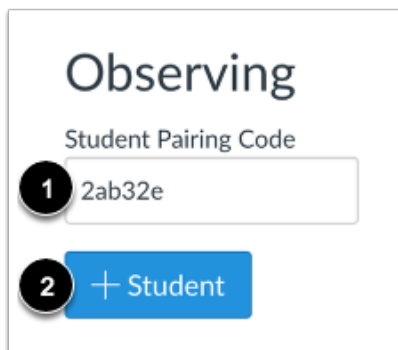 Observing
Student Pairing Code
1 2ab32e
2 + Student